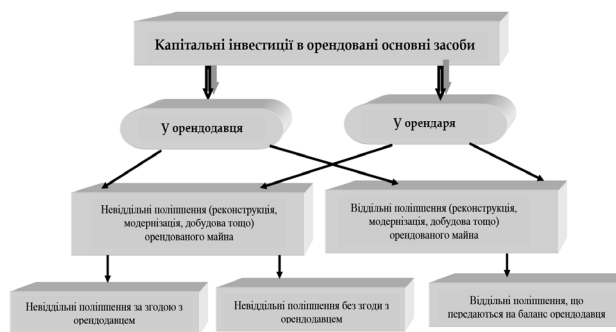 Капітальні інвестиції в орендовані основні засоби
У орендодавця
У орендаря
Невіддільні поліпшення (реконструкція,
модернізація, добудова тощо)
орендованого майна
Віддільні поліпшення (реконструкція,
модернізація, добудова тощо)
орендованого майна
Невіддільні поліпшення за згодою з
орендодавцем
Невіддільні поліпшення без згоди з
орендодавцем
Віддільні поліпшення, що
передаються на баланс орендодавця